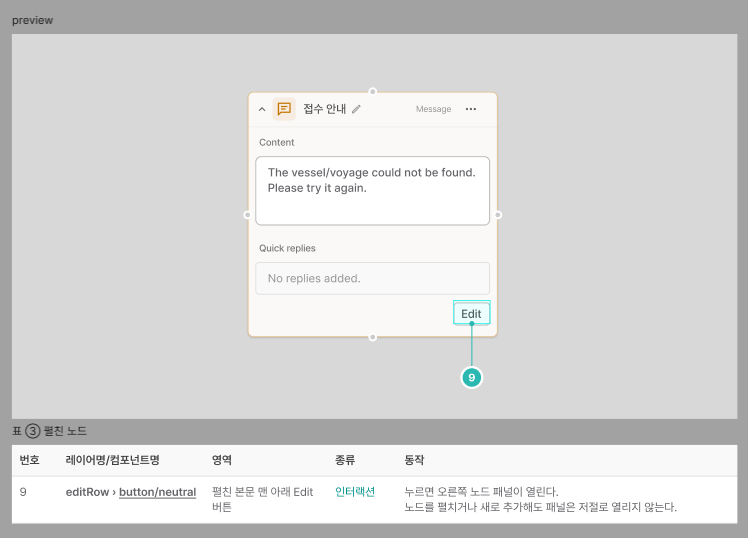 preview
접수 안내
Message
Content
The vessel/voyage could not be found.
Please try it again.
Quick replies
No replies added.
Edit
9
표 ③ 펼친 노드
번호 레이어명/컴포넌트명 영역 종류 동작
9 editRow › button/neutral 펼친 본문 맨 아래 Edit 인터랙션 누르면 오른쪽 노드 패널이 열린다.
버튼 노드를 펼치거나 새로 추가해도 패널은 저절로 열리지 않는다.